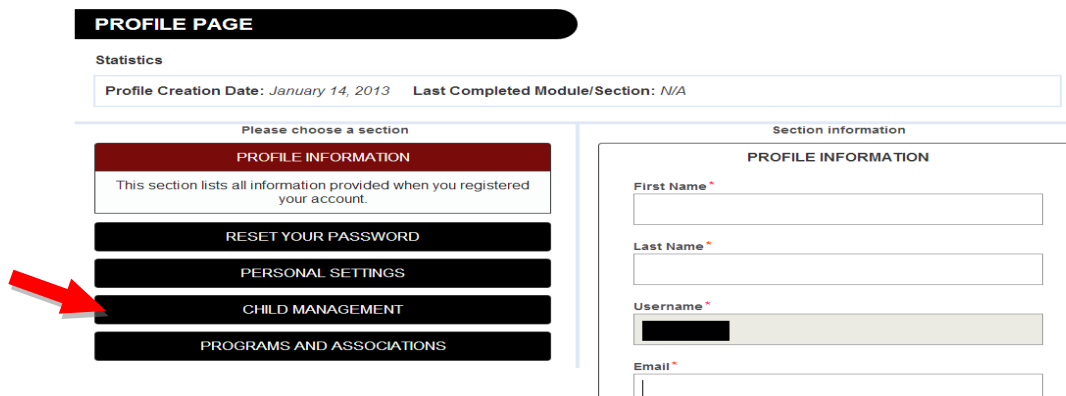 PROFILE PAGE
Statistics
Profile Creation Date: January 14, 2013 Last Completed Module/Section: N/A
Please choose a section
PROFILE INFORMATION
This section lists all information provided when you registered
your account.
RESET YOUR PASSWORD
PERSONAL SETTINGS
CHILD MANAGEMENT
PROGRAMS AND ASSOCIATIONS
Section information
PROFILE INFORMATION
First Name*
Last Name*
Username*
Email*